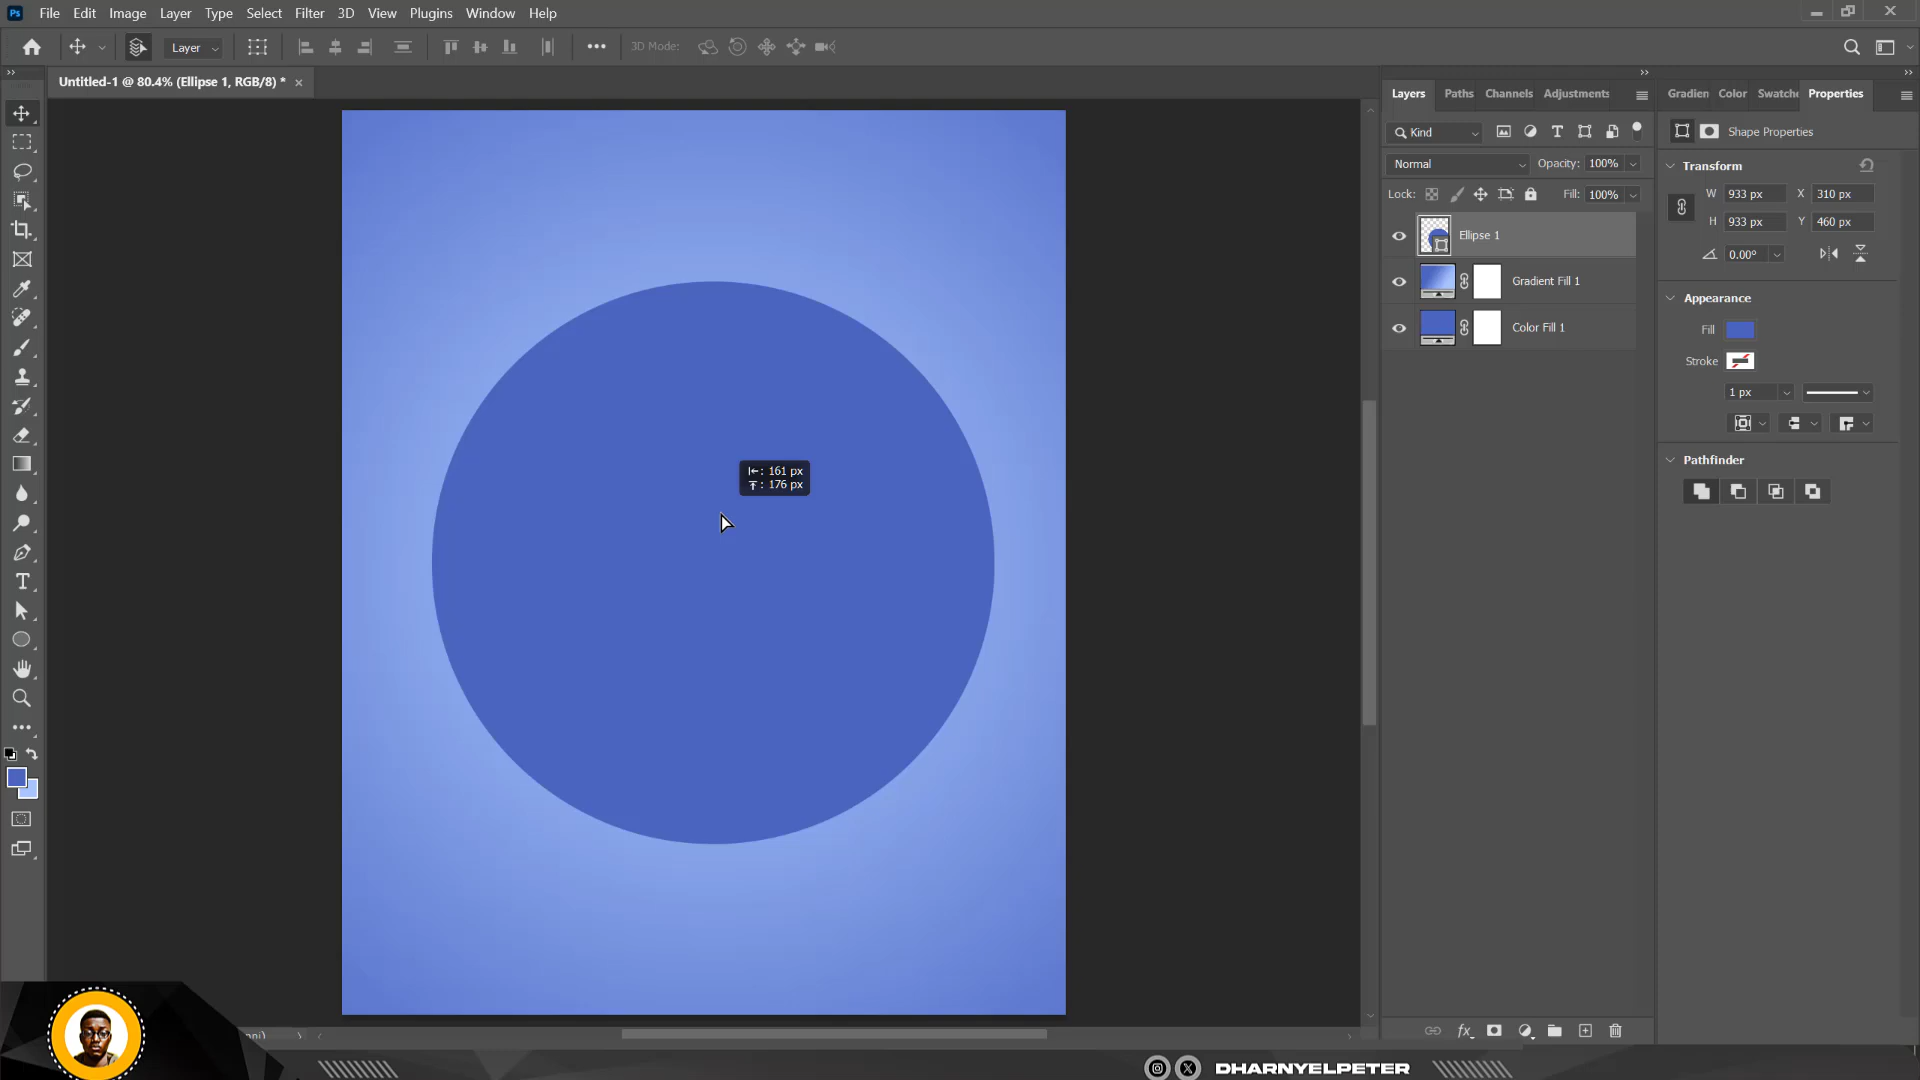 Ps File Edit Image Layer Type Select Filter 3D View Plugins Window Help
Layer 3D Mode:
Untitled-1 @ 80.4% (Ellipse 1, RGB/8) * ×
Layers Paths Channels Adjustments
Kind
Normal Opacity: 100%
Lock: Fill: 100%
Ellipse 1
Gradient Fill 1
Color Fill 1
Gradien Color Swatche Properties
Shape Properties
Transform
W 933 px X 310 px
H 933 px Y 460 px
0.00°
Appearance
Fill
Stroke
1 px
Pathfinder
: 161 px
: 176 px
fx
DHARNYELPETER